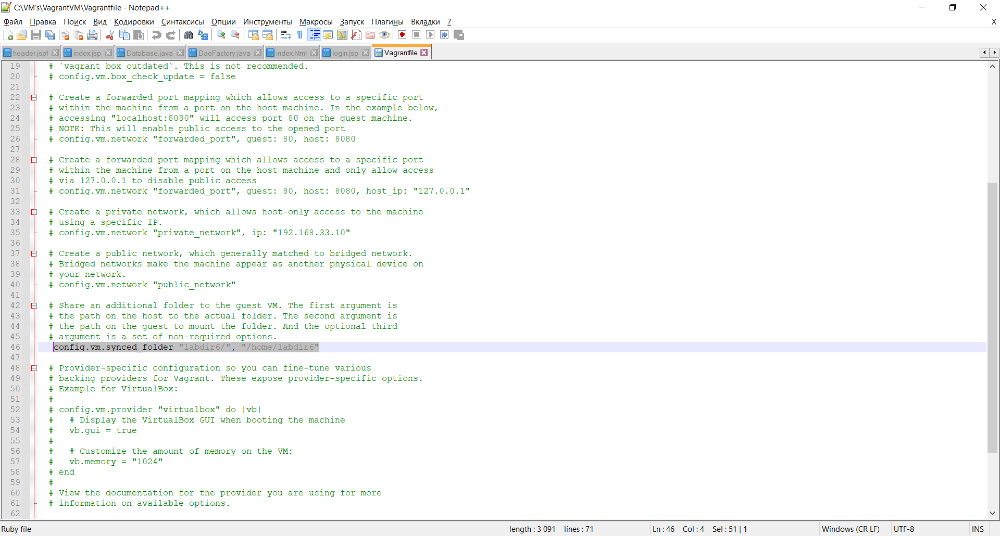 C:\VM's\VagrantVM\Vagrantfile - Notepad++
Файл Правка Поиск Вид Кодировки Синтаксисы Опции Инструменты Макросы Запуск Плагины Вкладки ? X
header.jspf index.jsp Database.java DaoFactory.java index.html login.jsp Vagrantfile
19 # `vagrant box outdated`. This is not recommended.
20 # config.vm.box_check_update = false
21
22 # Create a forwarded port mapping which allows access to a specific port
23 # within the machine from a port on the host machine. In the example below,
24 # accessing "localhost:8080" will access port 80 on the guest machine.
25 # NOTE: This will enable public access to the opened port
26 # config.vm.network "forwarded_port", guest: 80, host: 8080
27
28 # Create a forwarded port mapping which allows access to a specific port
29 # within the machine from a port on the host machine and only allow access
30 # via 127.0.0.1 to disable public access
31 # config.vm.network "forwarded_port", guest: 80, host: 8080, host_ip: "127.0.0.1"
32
33 # Create a private network, which allows host-only access to the machine
34 # using a specific IP.
35 # config.vm.network "private_network", ip: "192.168.33.10"
36
37 # Create a public network, which generally matched to bridged network.
38 # Bridged networks make the machine appear as another physical device on
39 # your network.
40 # config.vm.network "public_network"
41
42 # Share an additional folder to the guest VM. The first argument is
43 # the path on the host to the actual folder. The second argument is
44 # the path on the guest to mount the folder. And the optional third
45 # argument is a set of non-required options.
46 config.vm.synced_folder "labdir6/", "/home/labdir6"
47
48 # Provider-specific configuration so you can fine-tune various
49 # backing providers for Vagrant. These expose provider-specific options.
50 # Example for VirtualBox:
51 #
52 # config.vm.provider "virtualbox" do |vb|
53 #   # Display the VirtualBox GUI when booting the machine
54 #   vb.gui = true
55 #
56 #   # Customize the amount of memory on the VM:
57 #   vb.memory = "1024"
58 # end
59 #
60 # View the documentation for the provider you are using for more
61 # information on available options.
62
Ruby file length : 3 091 lines : 71 Ln : 46 Col : 4 Sel : 51 | 1 Windows (CR LF) UTF-8 INS